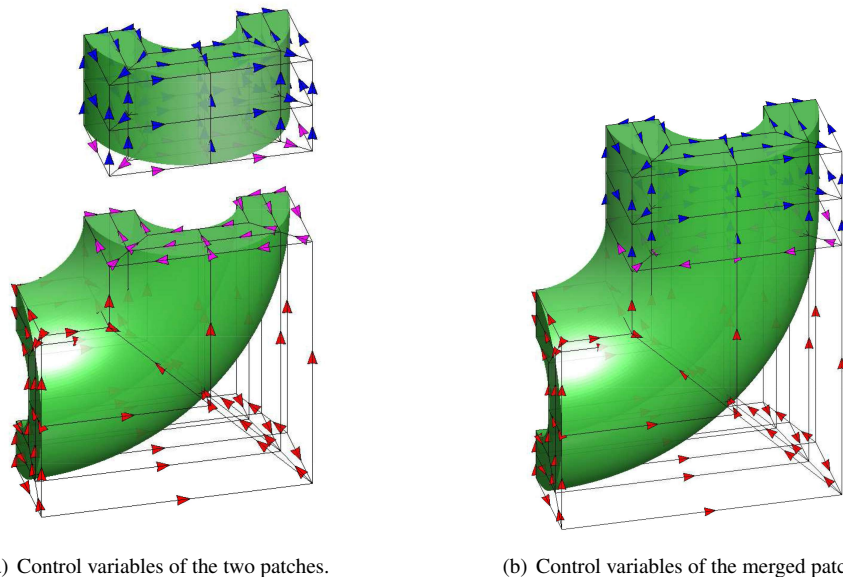 ) Control variables of the two patches.
(b) Control variables of the merged patc